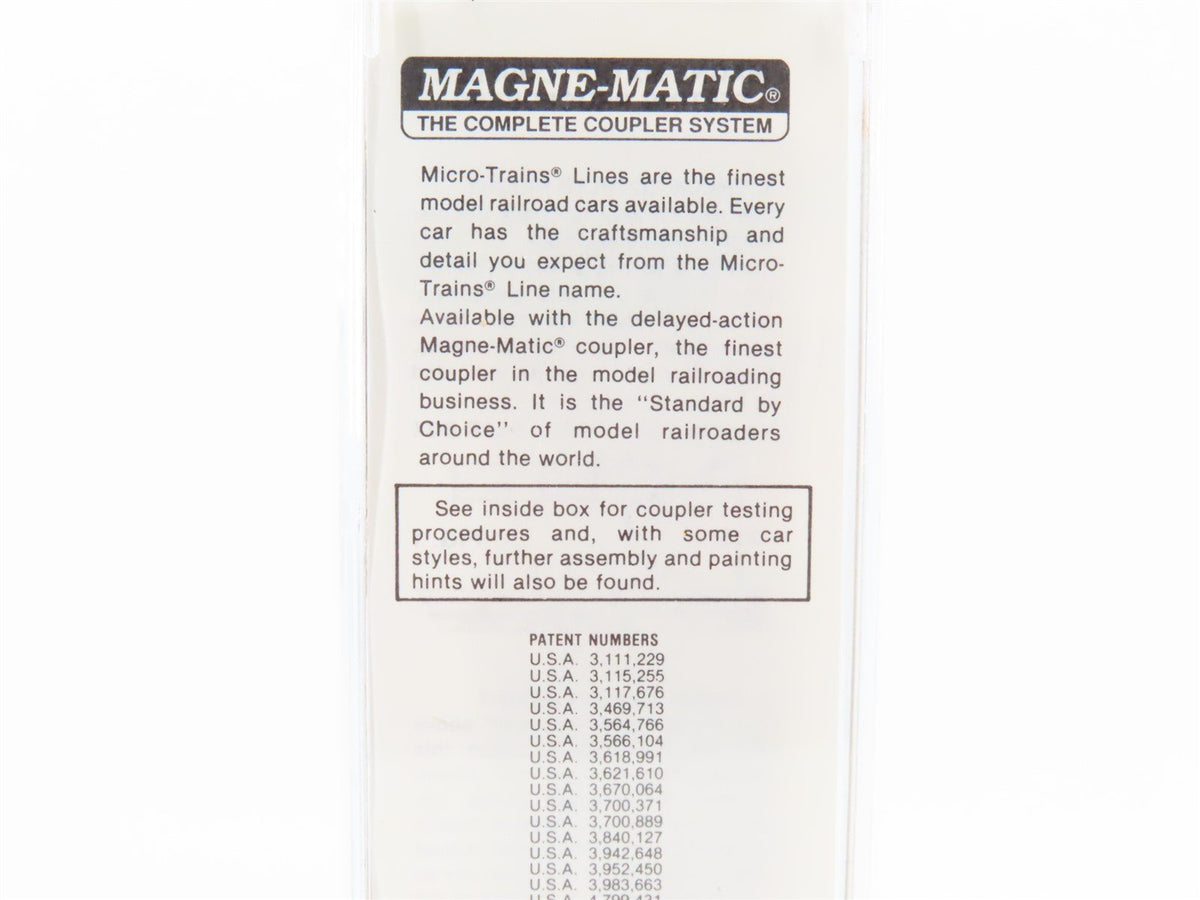 MAGNE-MATIC®
THE COMPLETE COUPLER SYSTEM
Micro-Trains® Lines are the finest
model railroad cars available. Every
car has the craftsmanship and
detail you expect from the Micro-
Trains® Line name.
Available with the delayed-action
Magne-Matic® coupler, the finest
coupler in the model railroading
business. It is the “Standard by
Choice” of model railroaders
around the world.
See inside box for coupler testing
procedures and, with some car
styles, further assembly and painting
hints will also be found.
PATENT NUMBERS
U.S.A. 3,111,229
U.S.A. 3,115,255
U.S.A. 3,117,676
U.S.A. 3,469,713
U.S.A. 3,564,766
U.S.A. 3,566,104
U.S.A. 3,618,991
U.S.A. 3,621,610
U.S.A. 3,670,064
U.S.A. 3,700,371
U.S.A. 3,700,889
U.S.A. 3,840,127
U.S.A. 3,942,648
U.S.A. 3,952,450
U.S.A. 3,983,663
U.S.A.